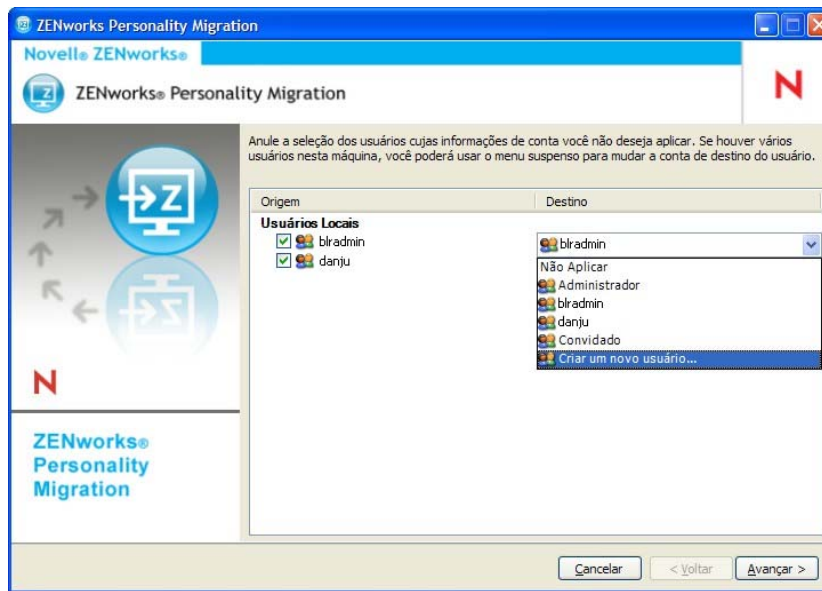 ZENworks Personality Migration
Novell® ZENworks®
ZENworks® Personality Migration
N
Anule a seleção dos usuários cujas informações de conta você não deseja aplicar. Se houver vários
usuários nesta máquina, você poderá usar o menu suspenso para mudar a conta de destino do usuário.
Origem Destino
Usuários Locais
blradmin blradmin
danju
Não Aplicar
Administrador
blradmin
danju
Convidado
Criar um novo usuário...
Z
N
ZENworks®
Personality
Migration
Cancelar < Voltar Avançar >